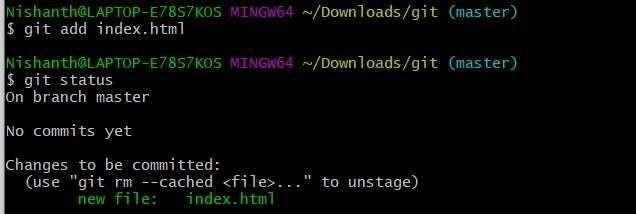 Nishanth@LAPTOP-E78S7KOS MINGW64 ~/Downloads/git (master)
$ git add index.html
Nishanth@LAPTOP-E78S7KOS MINGW64 ~/Downloads/git (master)
$ git status
On branch master
No commits yet
Changes to be committed:
(use "git rm --cached <file>..." to unstage)
new file: index.html